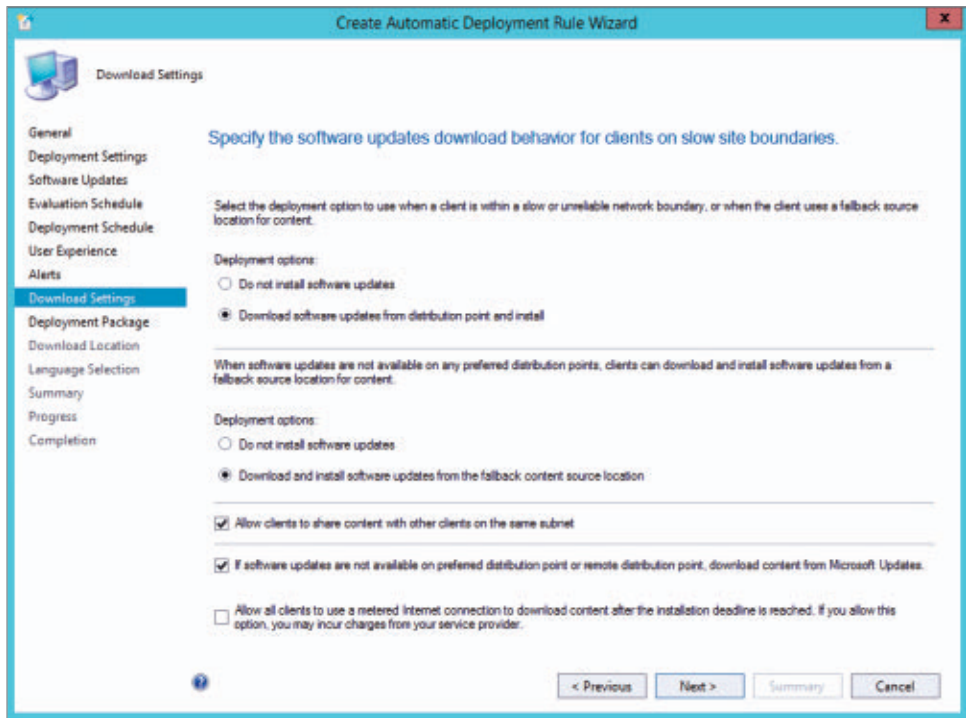 Create Automatic Deployment Rule Wizard
x
Download Settings
General
Deployment Settings
Software Updates
Evaluation Schedule
Deployment Schedule
User Experience
Alerts
Download Settings
Deployment Package
Download Location
Language Selection
Summary
Progress
Completion
Specify the software updates download behavior for clients on slow site boundaries.
Select the deployment option to use when a client is within a slow or unreliable network boundary, or when the client uses a fallback source
location for content.
Deployment options:
Do not install software updates
Download software updates from distribution point and install
When software updates are not available on any preferred distribution points, clients can download and install software updates from a
fallback source location for content.
Deployment options:
Do not install software updates
Download and install software updates from the fallback content source location
Allow clients to share content with other clients on the same subnet
If software updates are not available on preferred distribution point or remote distribution point, download content from Microsoft Updates.
Allow all clients to use a metered Internet connection to download content after the installation deadline is reached. If you allow this
option, you may incur charges from your service provider.
?
< Previous
Next >
Summary
Cancel